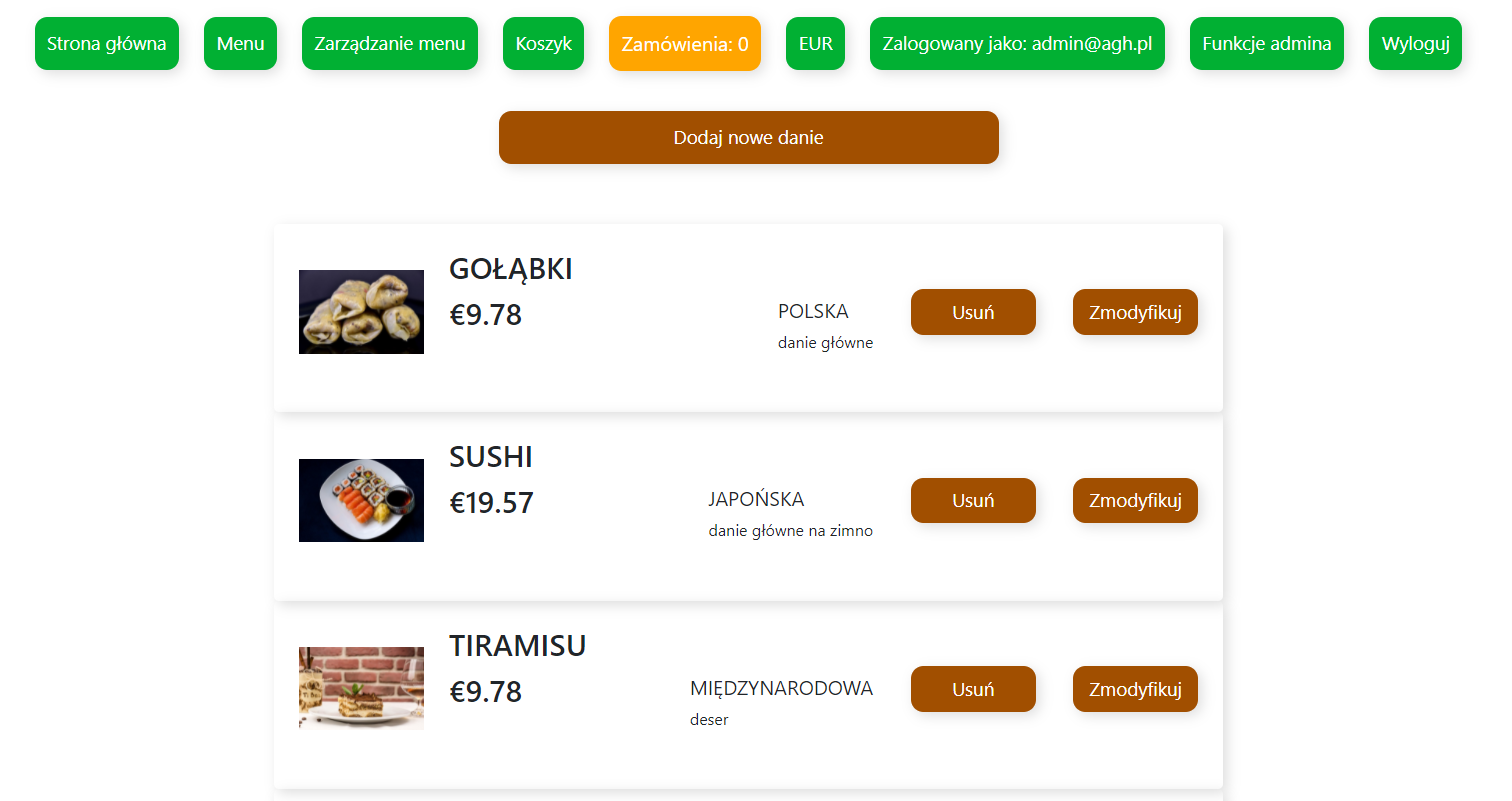 Strona główna Menu Zarządzanie menu Koszyk Zamówienia: 0 EUR Zalogowany jako: admin@agh.pl Funkcje admina Wyloguj
Dodaj nowe danie
GOŁĄBKI
€9.78
POLSKA
danie główne
Usuń Zmodyfikuj
SUSHI
€19.57
JAPOŃSKA
danie główne na zimno
Usuń Zmodyfikuj
TIRAMISU
€9.78
MIĘDZYNARODOWA
deser
Usuń Zmodyfikuj